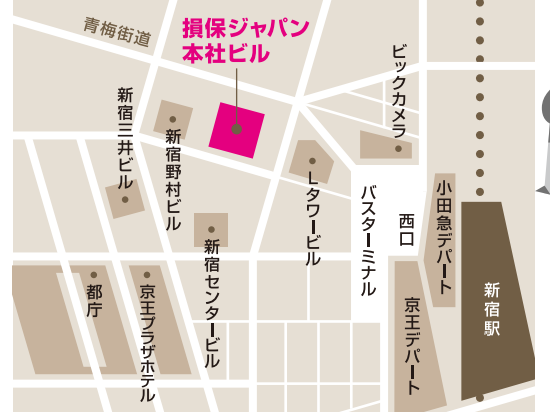 青梅街道
損保ジャパン
本社ビル
ビックカメラ
新宿三井ビル
新宿野村ビル
Lタワービル
バスターミナル
西口
小田急デパート
新宿センタービル
都庁
京王プラザホテル
京王デパート
新宿駅